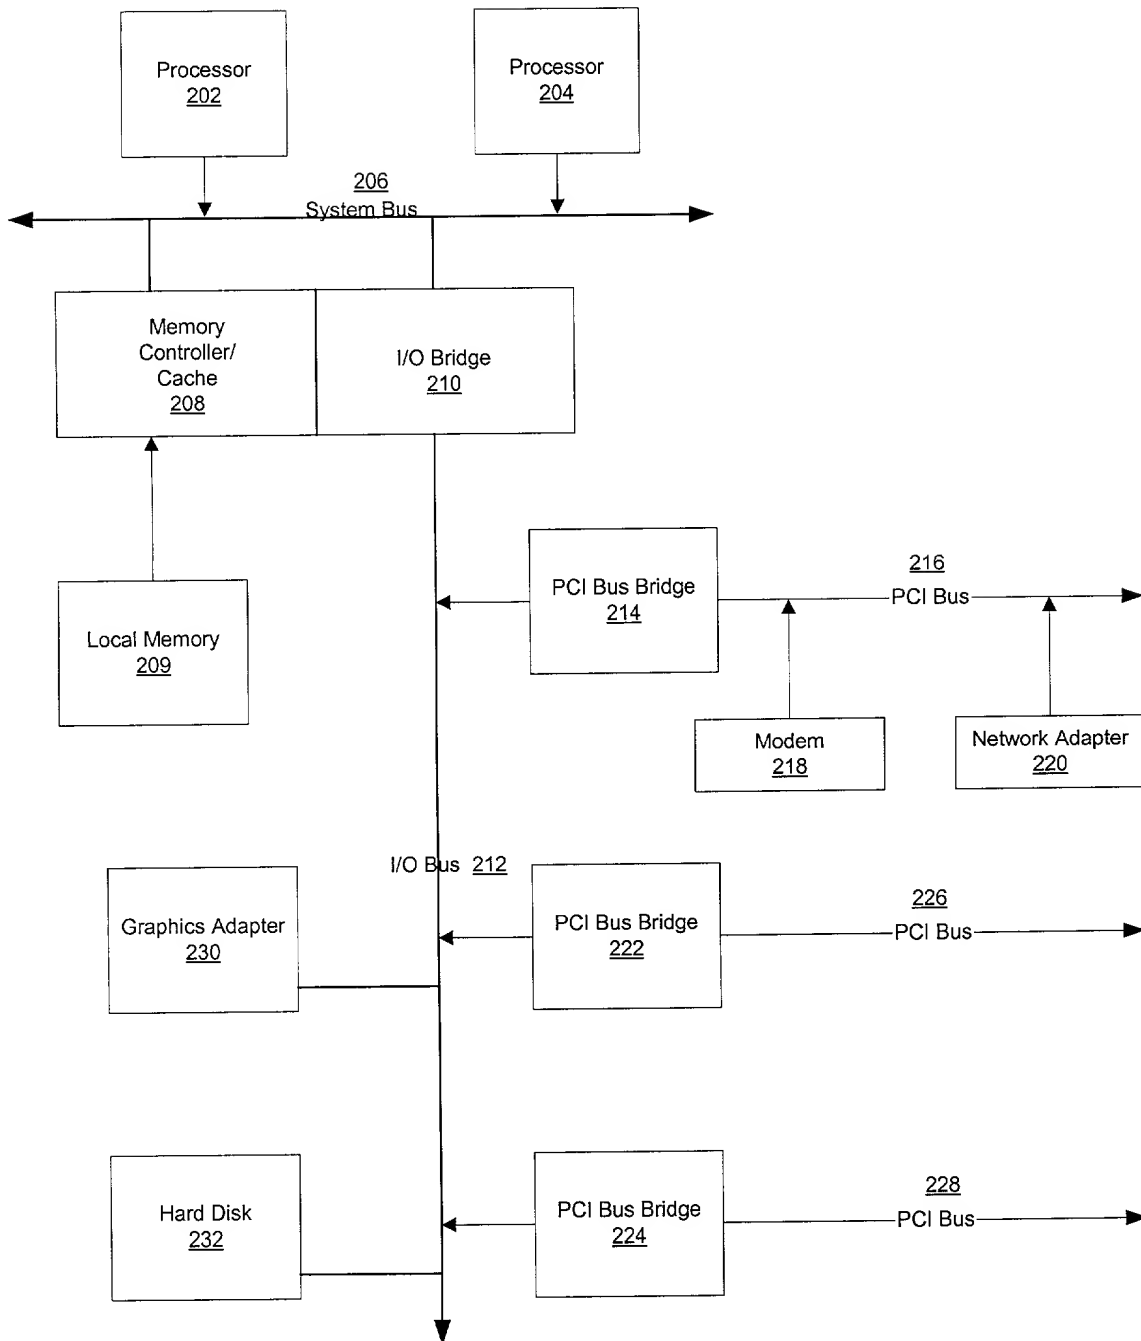 Processor
202
Processor
204
206
System Bus
Memory
Controller/
Cache
208
I/O Bridge
210
PCI Bus Bridge
214
216
PCI Bus
Local Memory
209
Modem
218
Network Adapter
220
I/O Bus 212
Graphics Adapter
230
PCI Bus Bridge
222
226
PCI Bus
Hard Disk
232
PCI Bus Bridge
224
228
PCI Bus